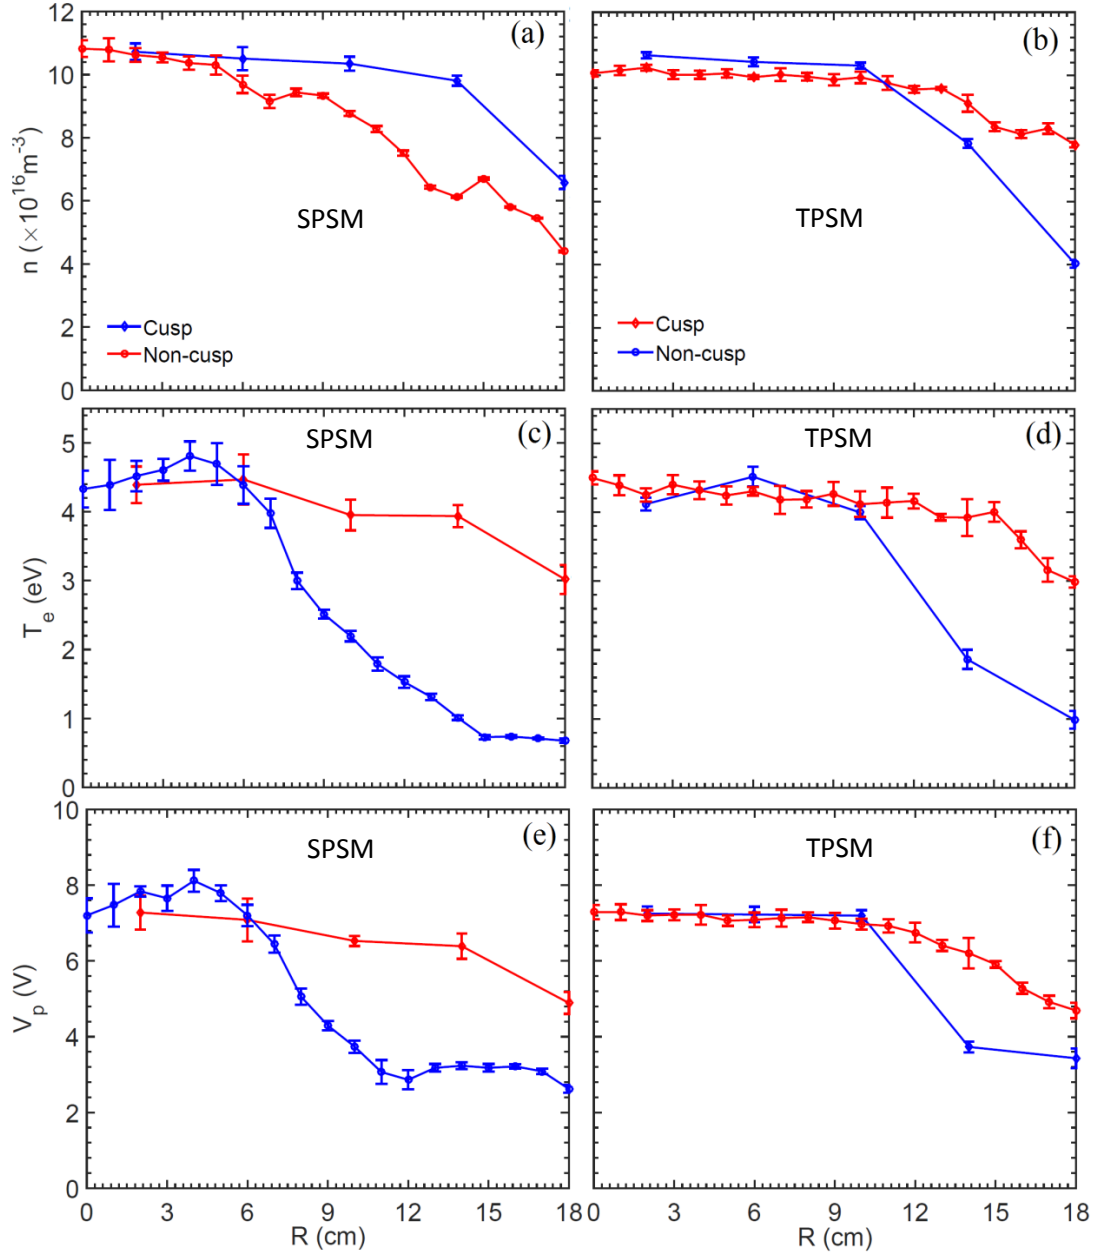 (a)
12
10
8
6
4
2
0
n (×10¹⁶m⁻³)
SPSM
Cusp
Non-cusp
(b)
TPSM
Cusp
Non-cusp
SPSM
(c)
5
4
3
2
1
0
T_e (eV)
TPSM
(d)
SPSM
(e)
10
8
6
4
2
0
V_p (V)
0 3 6 9 12 15 18
R (cm)
TPSM
(f)
0 3 6 9 12 15 18
R (cm)